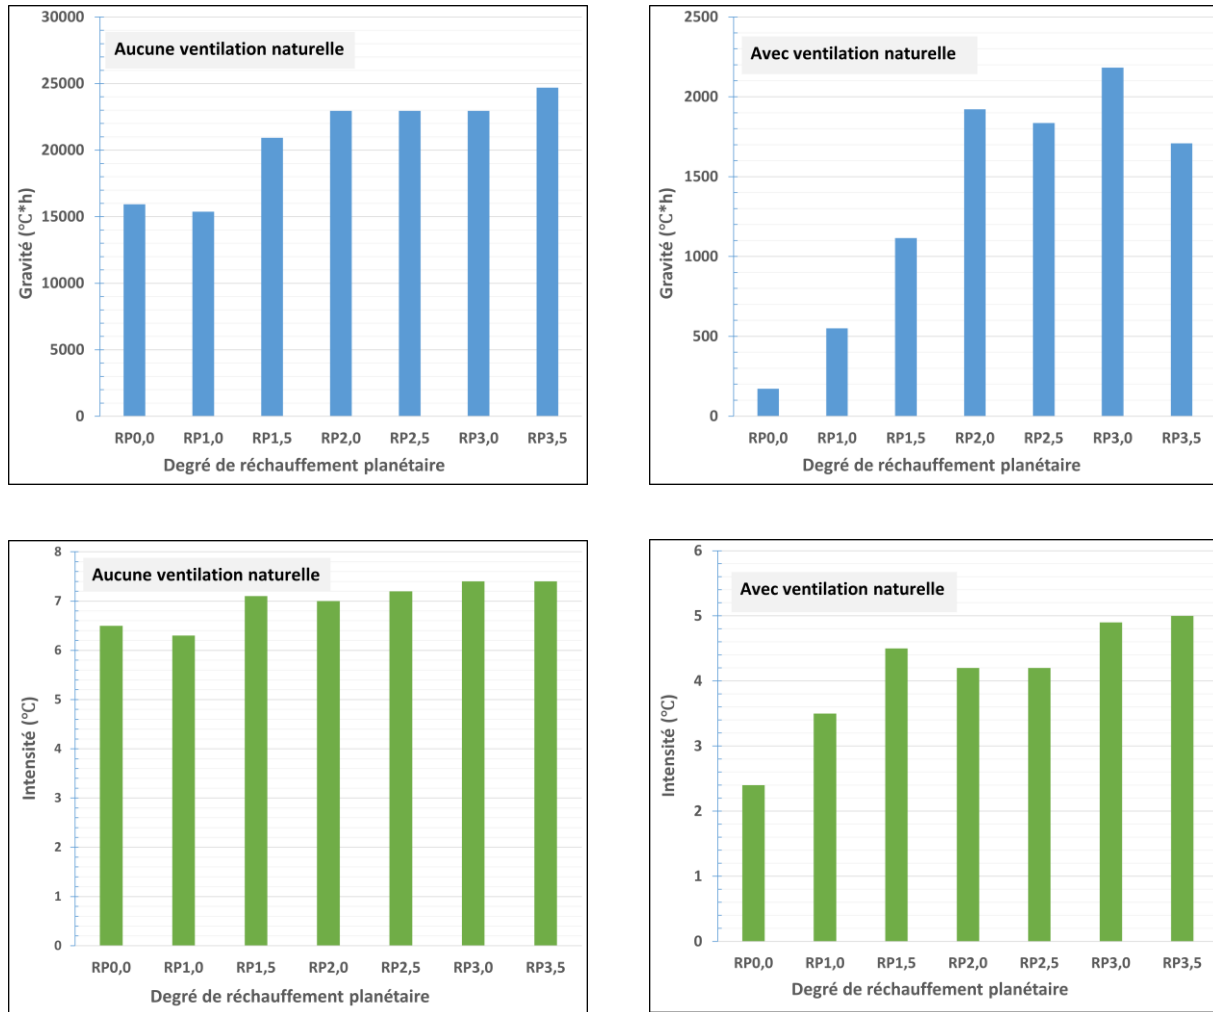 Aucune ventilation naturelle
Gravité (°C*h)
30000
25000
20000
15000
10000
5000
0
RP0,0 RP1,0 RP1,5 RP2,0 RP2,5 RP3,0 RP3,5
Degré de réchauffement planétaire
Avec ventilation naturelle
Gravité (°C*h)
2500
2000
1500
1000
500
0
RP0,0 RP1,0 RP1,5 RP2,0 RP2,5 RP3,0 RP3,5
Degré de réchauffement planétaire
Aucune ventilation naturelle
Intensité (°C)
8
7
6
5
4
3
2
1
0
RP0,0 RP1,0 RP1,5 RP2,0 RP2,5 RP3,0 RP3,5
Degré de réchauffement planétaire
Avec ventilation naturelle
Intensité (°C)
6
5
4
3
2
1
0
RP0,0 RP1,0 RP1,5 RP2,0 RP2,5 RP3,0 RP3,5
Degré de réchauffement planétaire